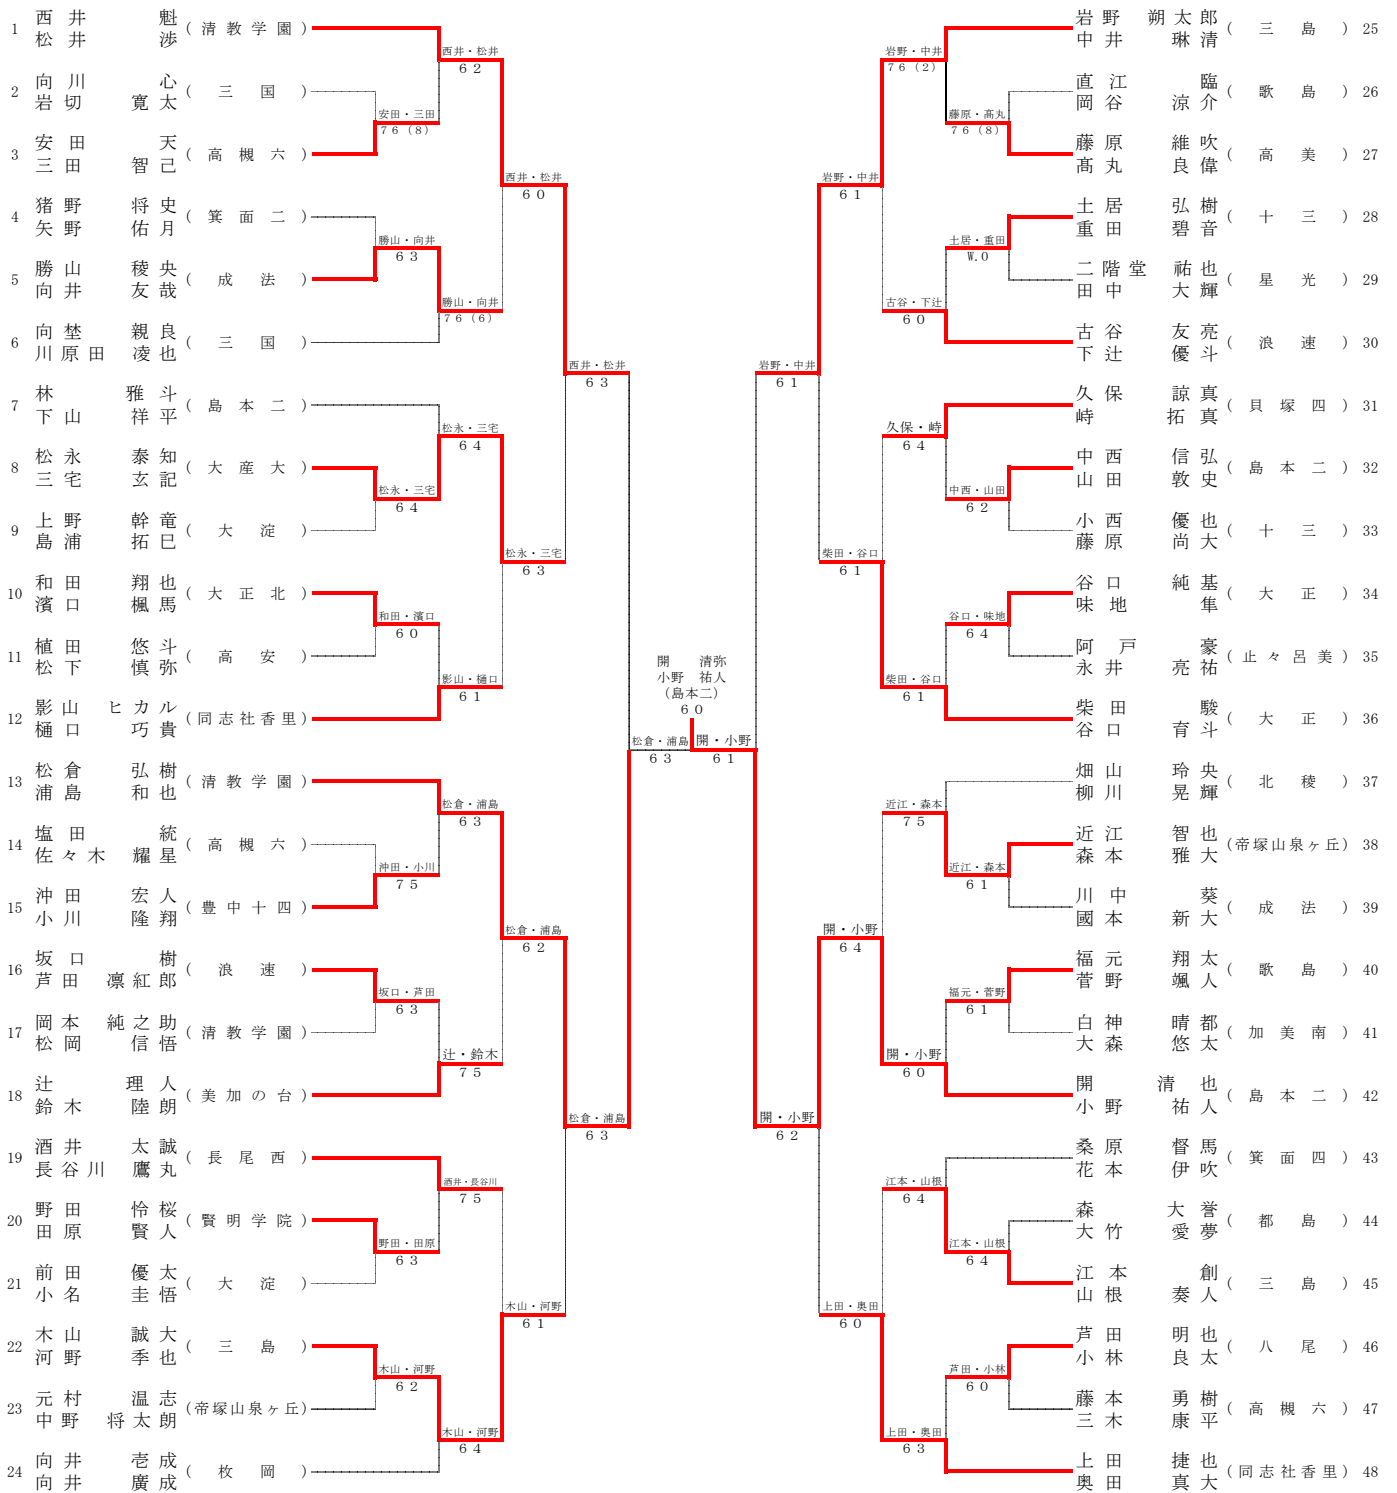 1 西井 魁 (清教学園)
松井 渉
2 向川 心 (三国)
岩切 寛太
3 安田 天 (高槻六)
三田 智己
4 猪野 将史 (箕面二)
矢野 佑月
5 勝山 稜央 (成法)
向井 友哉
6 向埜 親良 (三国)
川原田 凌也
7 林 雅斗 (島本二)
下山 祥平
8 松永 泰知 (大産大)
三宅 玄記
9 上野 幹竜 (大淀)
島浦 拓巳
10 和田 翔也 (大正北)
濱口 楓馬
11 植田 悠斗 (高安)
松下 慎弥
12 影山 ヒカル (同志社香里)
樋口 巧貴
13 松倉 弘樹 (清教学園)
浦島 和也
14 塩田 統 (高槻六)
佐々木 耀星
15 沖田 宏人 (豊中十四)
小川 隆翔
16 坂口 樹 (浪速)
芦田 凛紅郎
17 岡本 純之助 (清教学園)
松岡 信悟
18 辻 理人 (美加の台)
鈴木 陸朗
19 酒井 太誠 (長尾西)
長谷川 鷹丸
20 野田 怜桜 (賢明学院)
田原 賢人
21 前田 優太 (大淀)
小名 圭悟
22 木山 誠大 (三島)
河野 季也
23 元村 温志 (帝塚山泉ヶ丘)
中野 将太朗
24 向井 壱成 (枚岡)
向井 廣成
安田・三田
76(8)
勝山・向井
63
松永・三宅
64
和田・濱口
60
沖田・小川
75
坂口・芦田
63
野田・田原
63
木山・河野
62
西井・松井
62
勝山・向井
76(6)
松永・三宅
64
影山・樋口
61
松倉・浦島
63
辻・鈴木
75
酒井・長谷川
75
木山・河野
64
西井・松井
60
松永・三宅
63
松倉・浦島
62
木山・河野
61
西井・松井
63
松倉・浦島
63
松倉・浦島
63
開 清弥
小野 祐人
(島本二)
60
開・小野
61
岩野・中井
61
開・小野
62
岩野・中井
61
柴田・谷口
61
開・小野
64
上田・奥田
60
岩野・中井
76(2)
古谷・下辻
60
久保・峙
64
柴田・谷口
61
近江・森本
75
開・小野
60
江本・山根
64
上田・奥田
63
藤原・髙丸
76(8)
土居・重田
W.0
中西・山田
62
谷口・味地
64
近江・森本
61
福元・菅野
61
江本・山根
64
芦田・小林
60
岩野 朔太郎 (三島) 25
中井 琳清
直江 臨 (歌島) 26
岡谷 涼介
藤原 維吹 (高美) 27
髙丸 良偉
土居 弘樹 (十三) 28
重田 碧音
二階堂 祐也 (星光) 29
田中 大輝
古谷 友亮 (浪速) 30
下辻 優斗
久保 諒真 (貝塚四) 31
峙 拓真
中西 信弘 (島本二) 32
山田 敦史
小西 優也 (十三) 33
藤原 尚大
谷口 純基 (大正) 34
味地 隼
阿戸 豪 (止々呂美) 35
永井 亮祐
柴田 駿 (大正) 36
谷口 育斗
畑山 玲央 (北稜) 37
柳川 晃輝
近江 智也 (帝塚山泉ヶ丘) 38
森本 雅大
川中 葵 (成法) 39
國本 新大
福元 翔太 (歌島) 40
菅野 颯人
白神 晴都 (加美南) 41
大森 悠太
開 清也 (島本二) 42
小野 祐人
桑原 督馬 (箕面四) 43
花本 伊吹
森 大誉 (都島) 44
大竹 愛夢
江本 創 (三島) 45
山根 奏人
芦田 明也 (八尾) 46
小林 良太
藤本 勇樹 (高槻六) 47
三木 康平
上田 捷也 (同志社香里) 48
奥田 真大